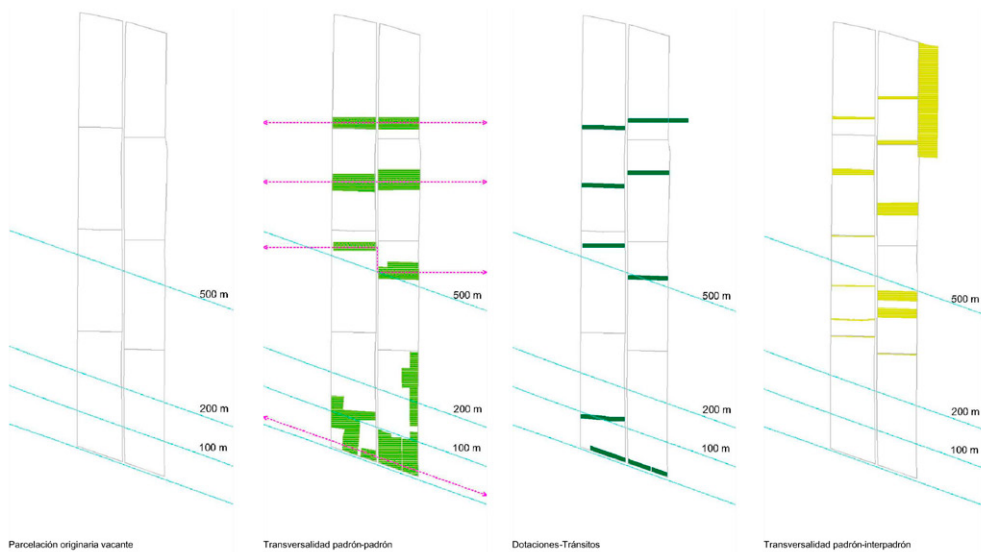 500 m
200 m
100 m
Parcelación originaria vacante
500 m
200 m
100 m
Transversalidad padrón-padrón
500 m
200 m
100 m
Dotaciones-Tránsitos
500 m
200 m
100 m
Transversalidad padrón-interpadrón